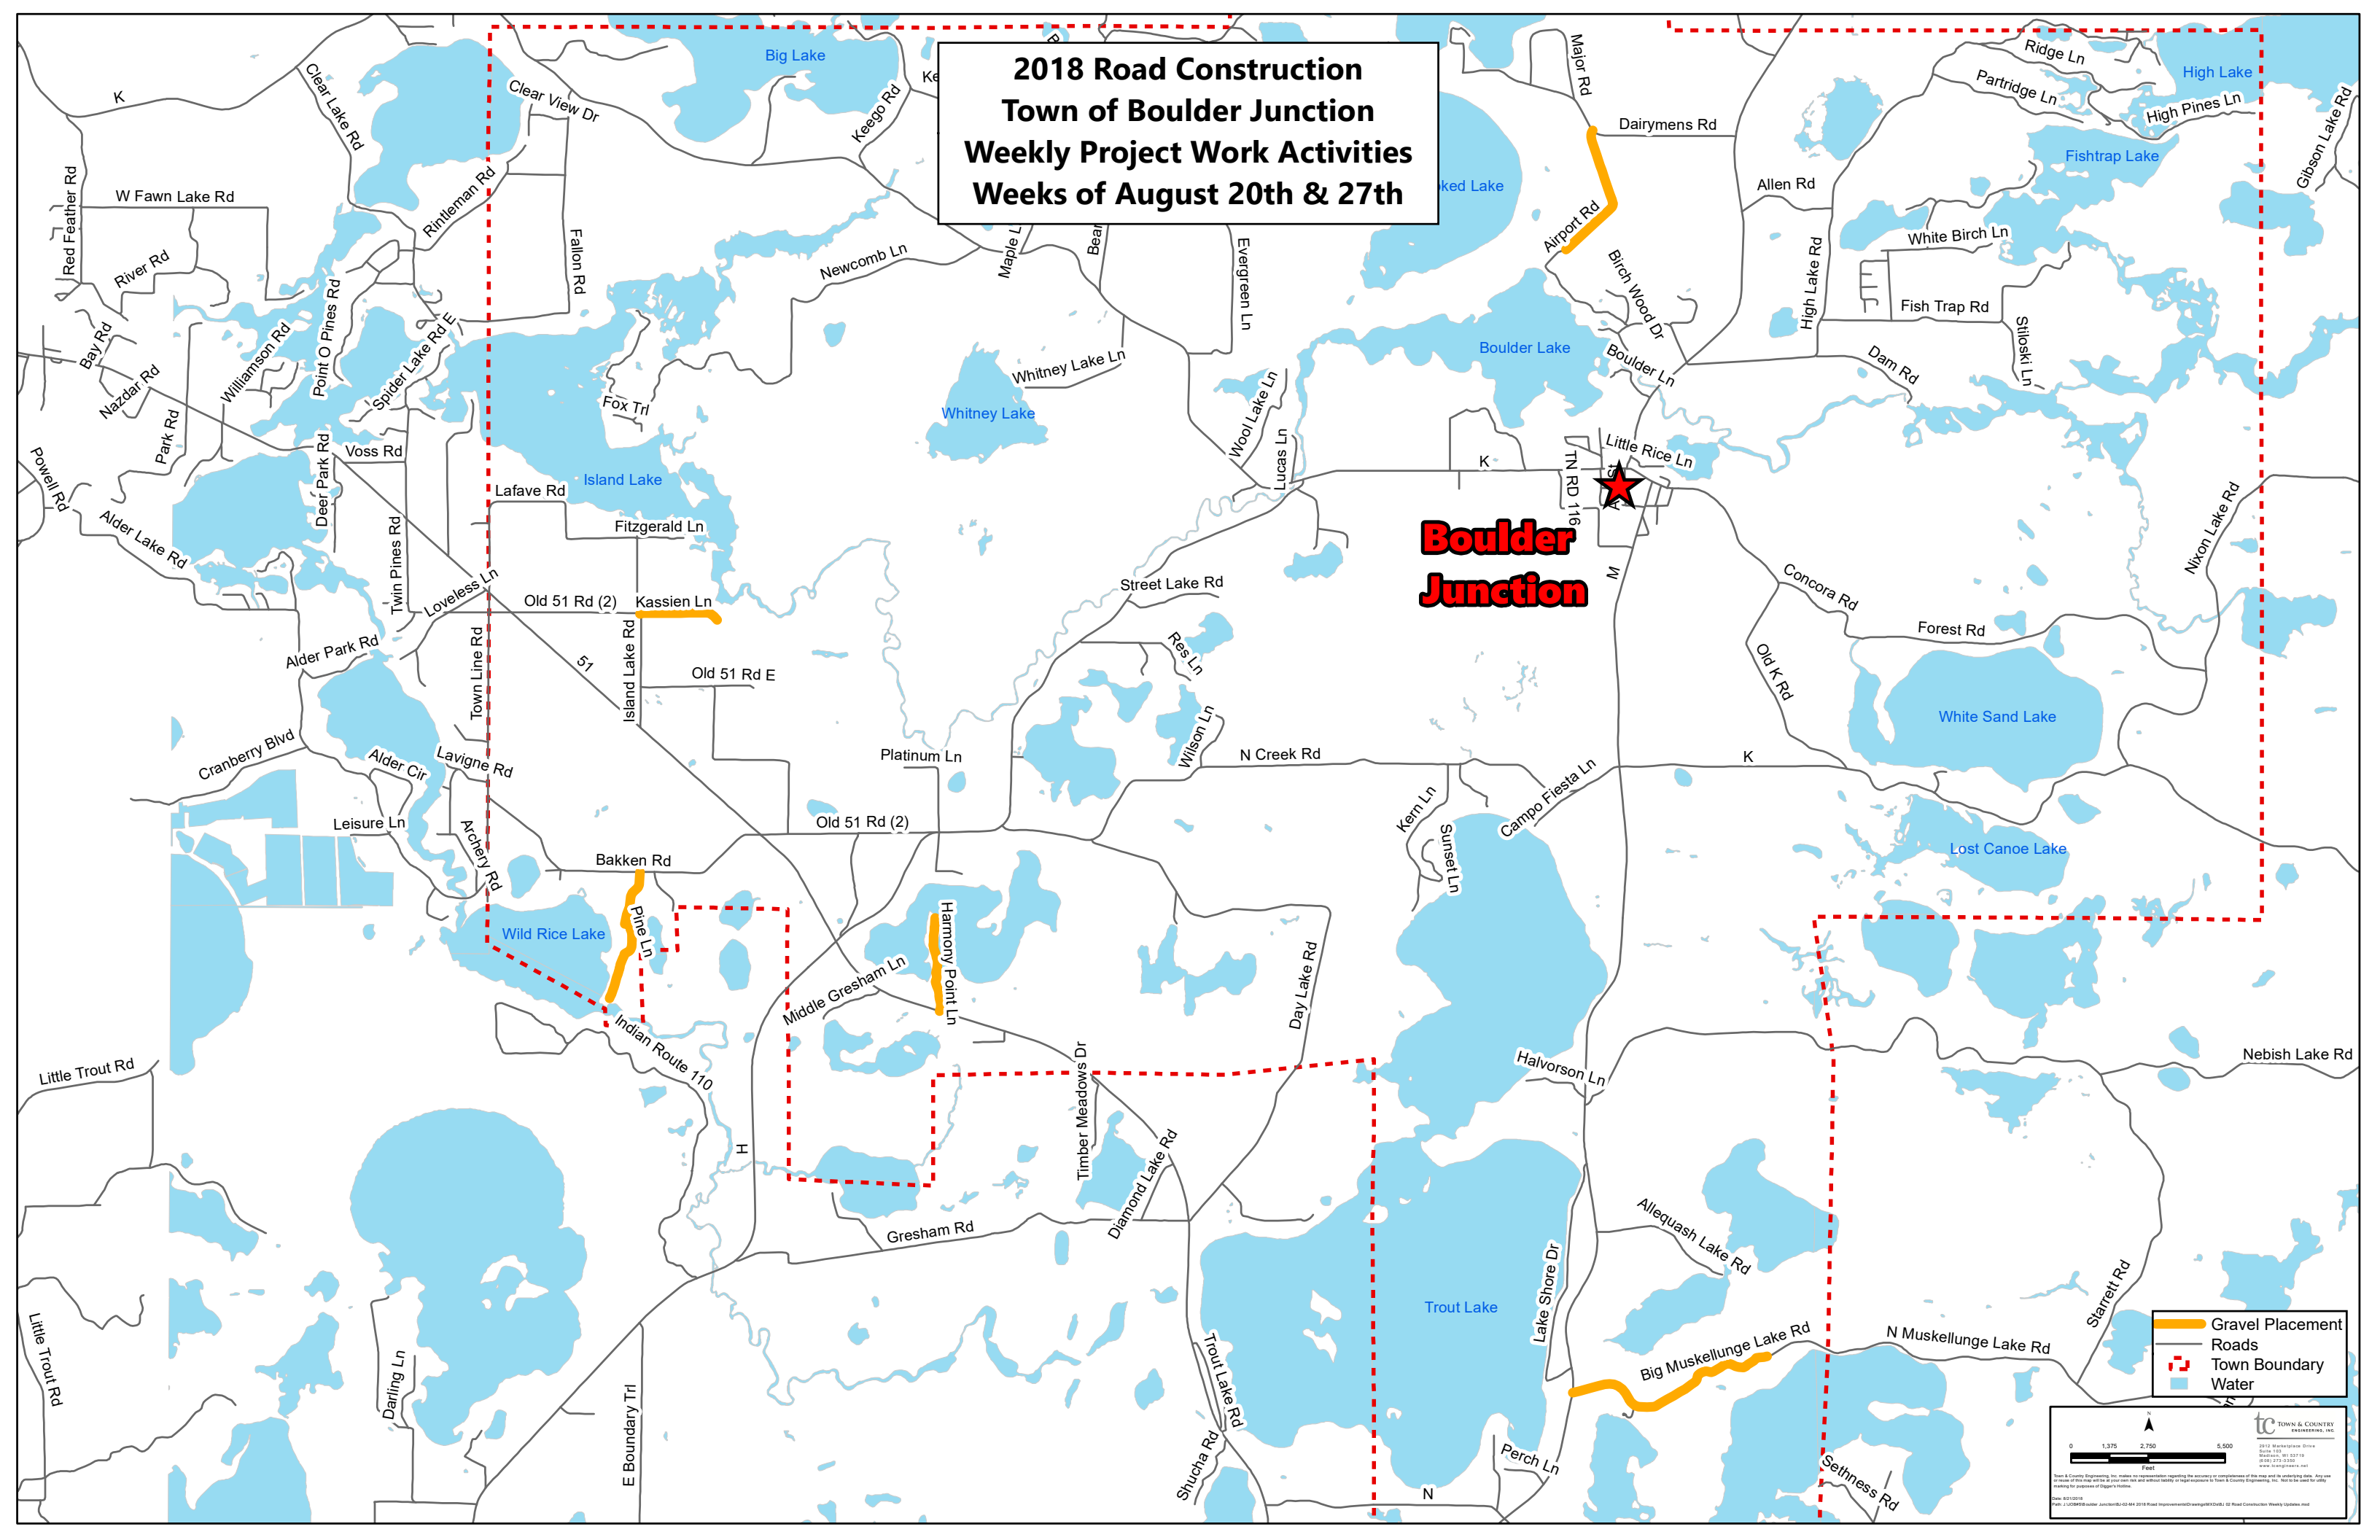 2018 Road Construction
Town of Boulder Junction
Weekly Project Work Activities
Weeks of August 20th & 27th
Big Lake
K
Clear Lake Rd
Clear View Dr
Keego Rd
Major Rd
Dairymens Rd
Ridge Ln
Partridge Ln
High Lake
High Pines Ln
Gibson Lake Rd
Fishtrap Lake
Red Feather Rd
W Fawn Lake Rd
River Rd
Rintleman Rd
Fallon Rd
Newcomb Ln
Evergreen Ln
Airport Rd
Allen Rd
White Birch Ln
High Lake Rd
Birch Wood Dr
Fish Trap Rd
Stiloski Ln
Bay Rd
Nazdar Rd
Park Rd
Williamson Rd
Point O Pines Rd
Spider Lake Rd E
Fox Trl
Whitney Lake Ln
Whitney Lake
Boulder Lake
Boulder Ln
Dam Rd
Wool Lake Ln
Lucas Ln
K
TN RD 116
Little Rice Ln
Powell Rd
Voss Rd
Deer Park Rd
Island Lake
Lafave Rd
Fitzgerald Ln
Alder Lake Rd
Twin Pines Rd
Loveless Ln
Old 51 Rd (2)
Kassien Ln
Street Lake Rd
Boulder
Junction
M
Concora Rd
Nixon Lake Rd
Forest Rd
Alder Park Rd
Town Line Rd
51
Island Lake Rd
Old 51 Rd E
Res Ln
Old K Rd
White Sand Lake
Cranberry Blvd
Alder Cir
Lavigne Rd
Platinum Ln
Wilson Ln
N Creek Rd
Campo Fiesta Ln
K
Leisure Ln
Archery Rd
Old 51 Rd (2)
Kern Ln
Sunset Ln
Lost Canoe Lake
Bakken Rd
Wild Rice Lake
Pine Ln
Harmony Point Ln
Middle Gresham Ln
Day Lake Rd
Indian Route 110
Little Trout Rd
H
Timber Meadows Dr
Diamond Lake Rd
Halvorson Ln
Nebish Lake Rd
Gresham Rd
Allequash Lake Rd
Lake Shore Dr
Trout Lake
Starrett Rd
Little Trout Rd
Darling Ln
E Boundary Trl
Trout Lake Rd
Shucha Rd
Big Muskellunge Lake Rd
N Muskellunge Lake Rd
Perch Ln
N
Sethness Rd
Gravel Placement
Roads
Town Boundary
Water
N
tc TOWN & COUNTRY
ENGINEERING, INC.
0 1,375 2,750 5,500
Feet